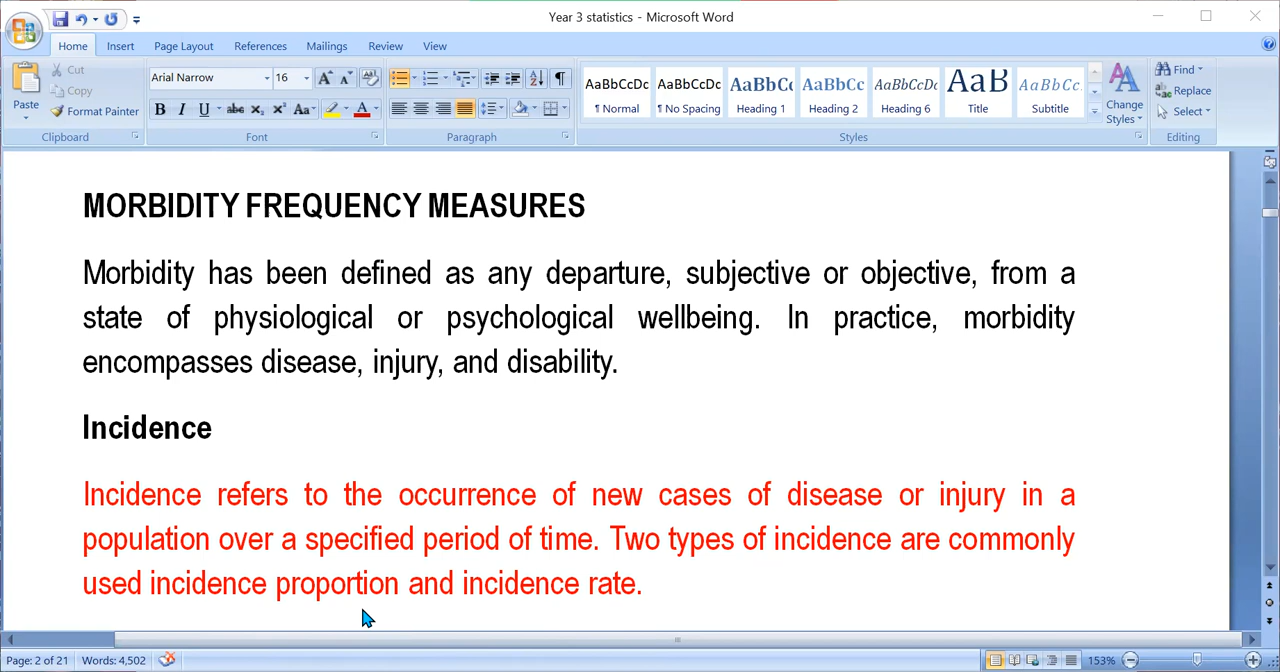 Year 3 statistics - Microsoft Word
Home Insert Page Layout References Mailings Review View
Paste
Cut
Copy
Format Painter
Clipboard
Arial Narrow 16
B I U abc X₂ X² Aa A
Font
Paragraph
AaBbCcDc AaBbCcDc AaBbCc AaBbCc AaBbCcDc AaB AaBbCc.
¶ Normal ¶ No Spacing Heading 1 Heading 2 Heading 6 Title Subtitle
Change Styles
Styles
Find
Replace
Select
Editing
MORBIDITY FREQUENCY MEASURES
Morbidity has been defined as any departure, subjective or objective, from a
state of physiological or psychological wellbeing. In practice, morbidity
encompasses disease, injury, and disability.
Incidence
Incidence refers to the occurrence of new cases of disease or injury in a
population over a specified period of time. Two types of incidence are commonly
used incidence proportion and incidence rate.
Page: 2 of 21 Words: 4,502 153%